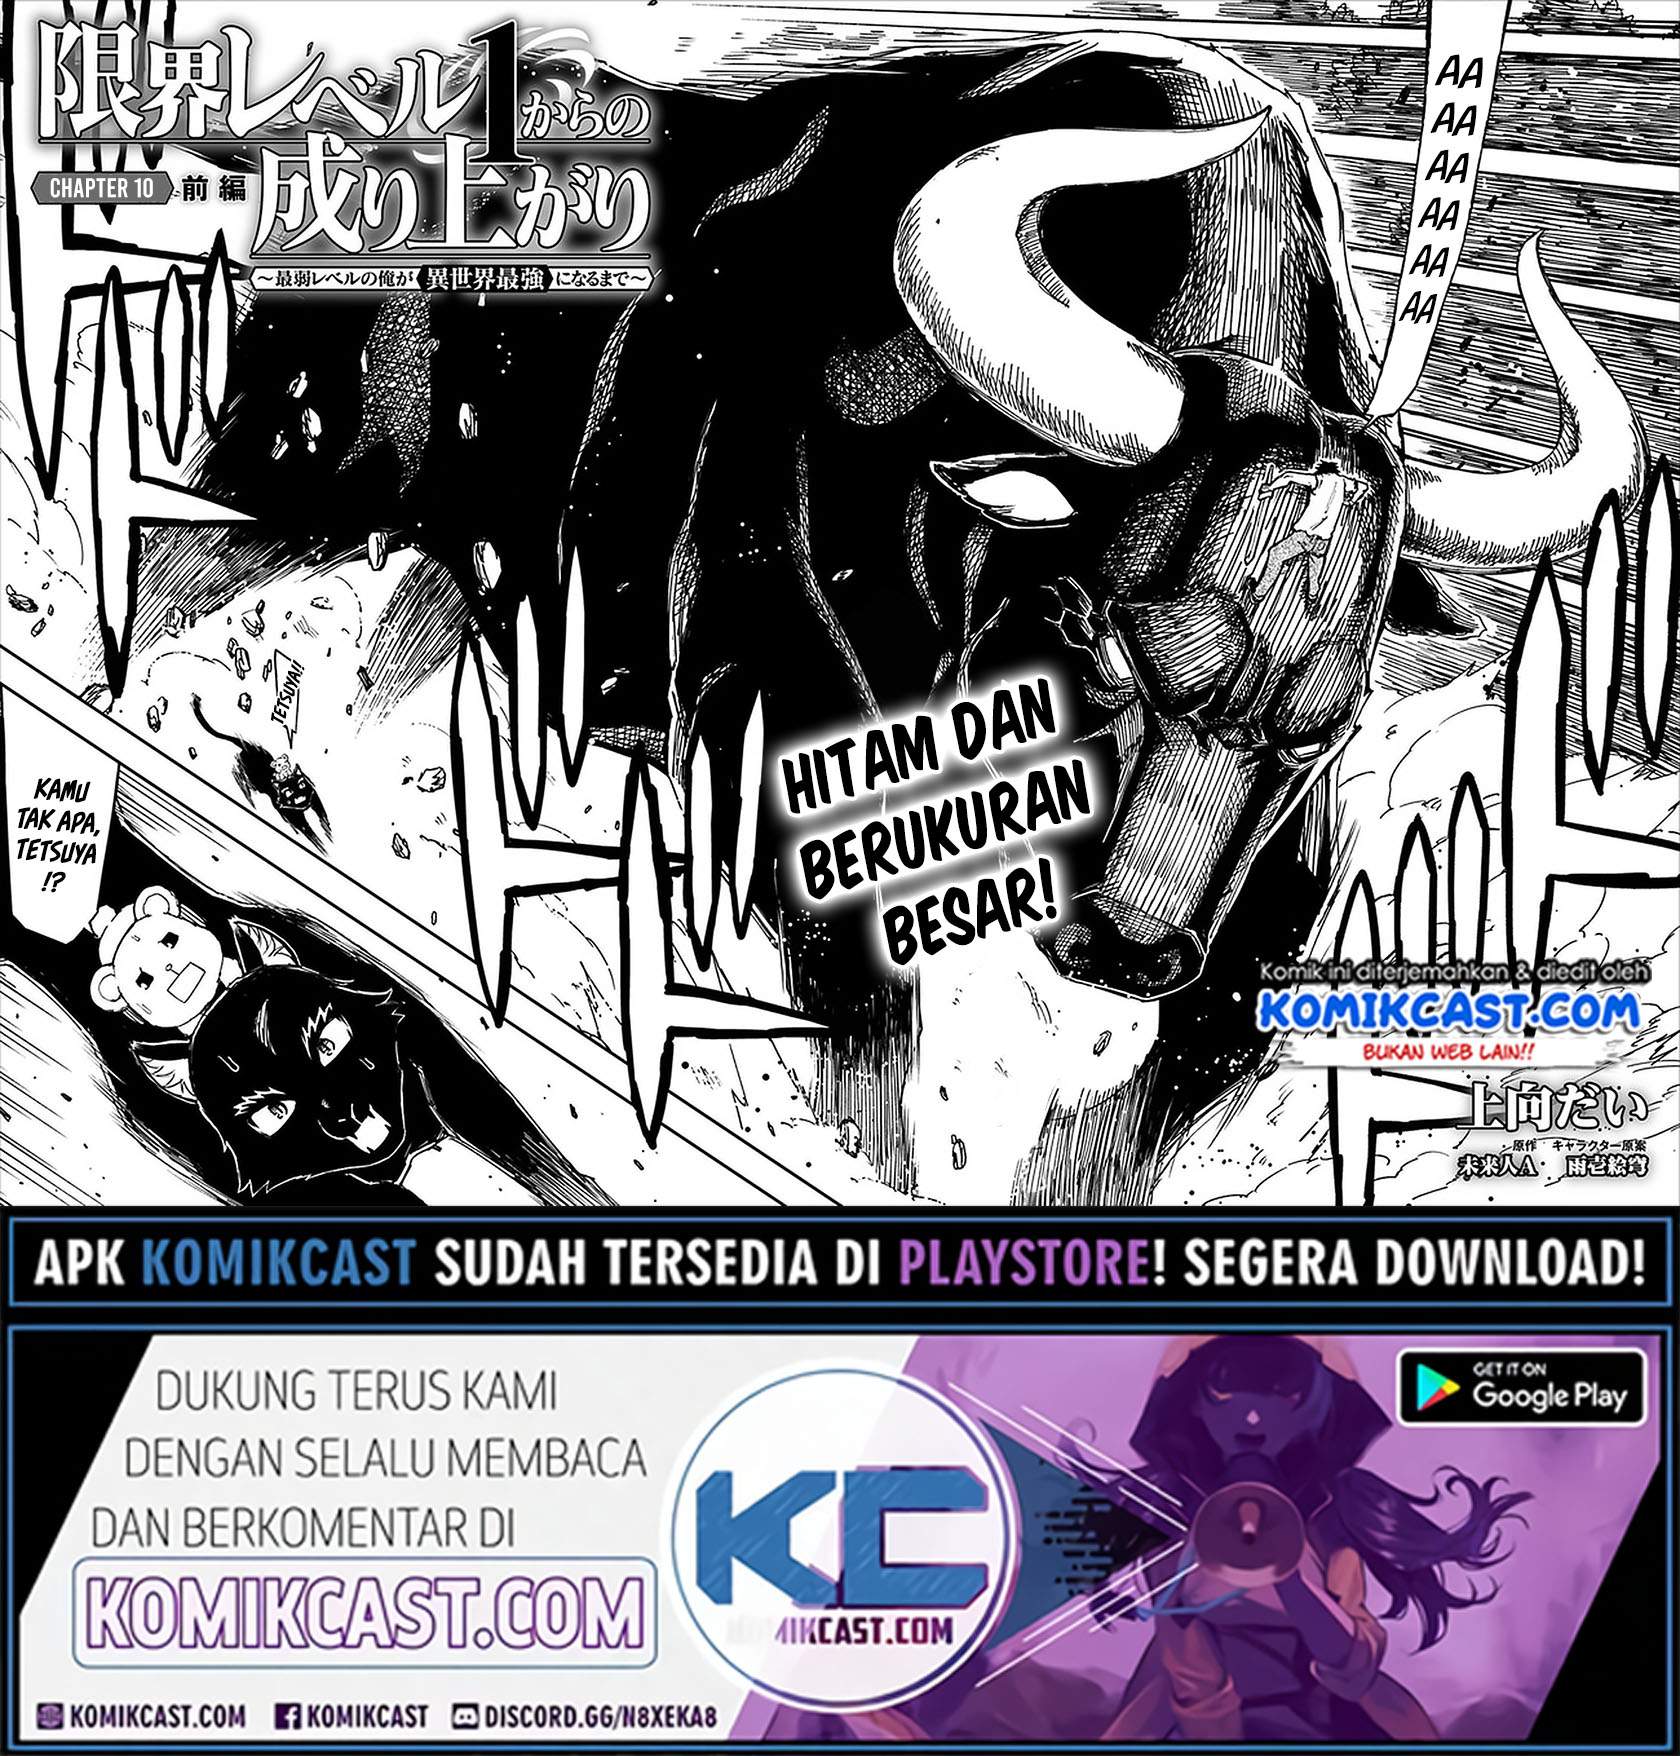 限界レベル1からの
成り上がり
CHAPTER 10 前編
～最弱レベルの俺が異世界最強になるまで～
AA
AA
AA
AA
AA
AA
TETSUYA!!
HITAM DAN
BERUKURAN
BESAR!
KAMU
TAK APA,
TETSUYA
!?
Komik ini diterjemahkan & diedit oleh
KOMIKCAST.COM
BUKAN WEB LAIN!!
上向だい
原作 キャラクター原案
未来人A 雨壱絵穹
APK KOMIKCAST SUDAH TERSEDIA DI PLAYSTORE! SEGERA DOWNLOAD!
DUKUNG TERUS KAMI
DENGAN SELALU MEMBACA
DAN BERKOMENTAR DI
KOMIKCAST.COM
KC
KOMIKCAST.COM
GET IT ON
Google Play
KOMIKCAST.COM KOMIKCAST DISCORD.GG/N8XEKA8